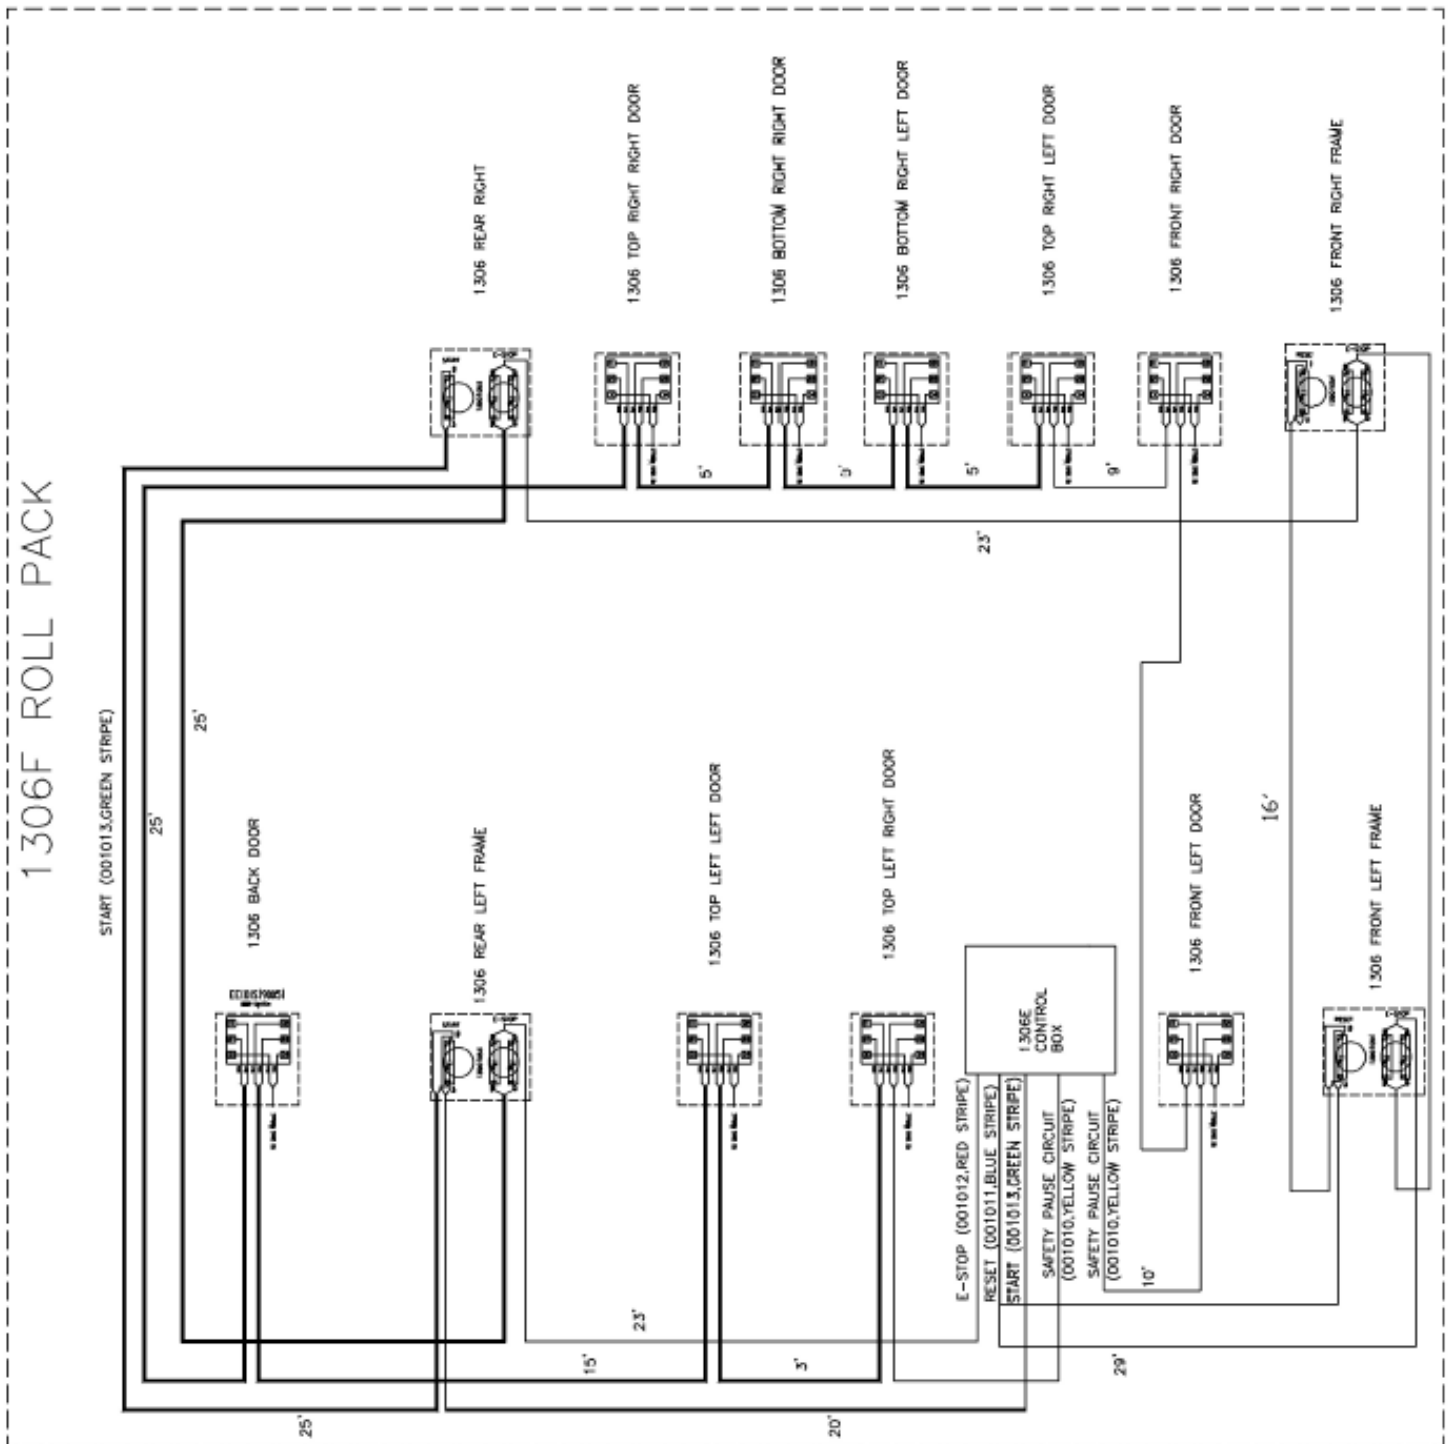 1306F ROLL PACK
START (001013,GREEN STRIPE)
25'
25'
25'
20'
1306 REAR RIGHT
1306 TOP RIGHT RIGHT DOOR
1306 BOTTOM RIGHT RIGHT DOOR
1306 BOTTOM RIGHT LEFT DOOR
1306 TOP RIGHT LEFT DOOR
1306 FRONT RIGHT DOOR
1306 FRONT RIGHT FRAME
E-STOP
5'
5'
9'
23'
1306 BACK DOOR
1306 REAR LEFT FRAME
1306 TOP LEFT LEFT DOOR
1306 TOP LEFT RIGHT DOOR
1306 FRONT LEFT DOOR
1306 FRONT LEFT FRAME
16'
1306E
CONTROL
BOX
E-STOP (001012,RED STRIPE)
RESET (001011,BLUE STRIPE)
START (001013,GREEN STRIPE)
SAFETY PAUSE CIRCUIT
(001010,YELLOW STRIPE)
SAFETY PAUSE CIRCUIT
(001010,YELLOW STRIPE)
10'
23'
15'
3'
29'